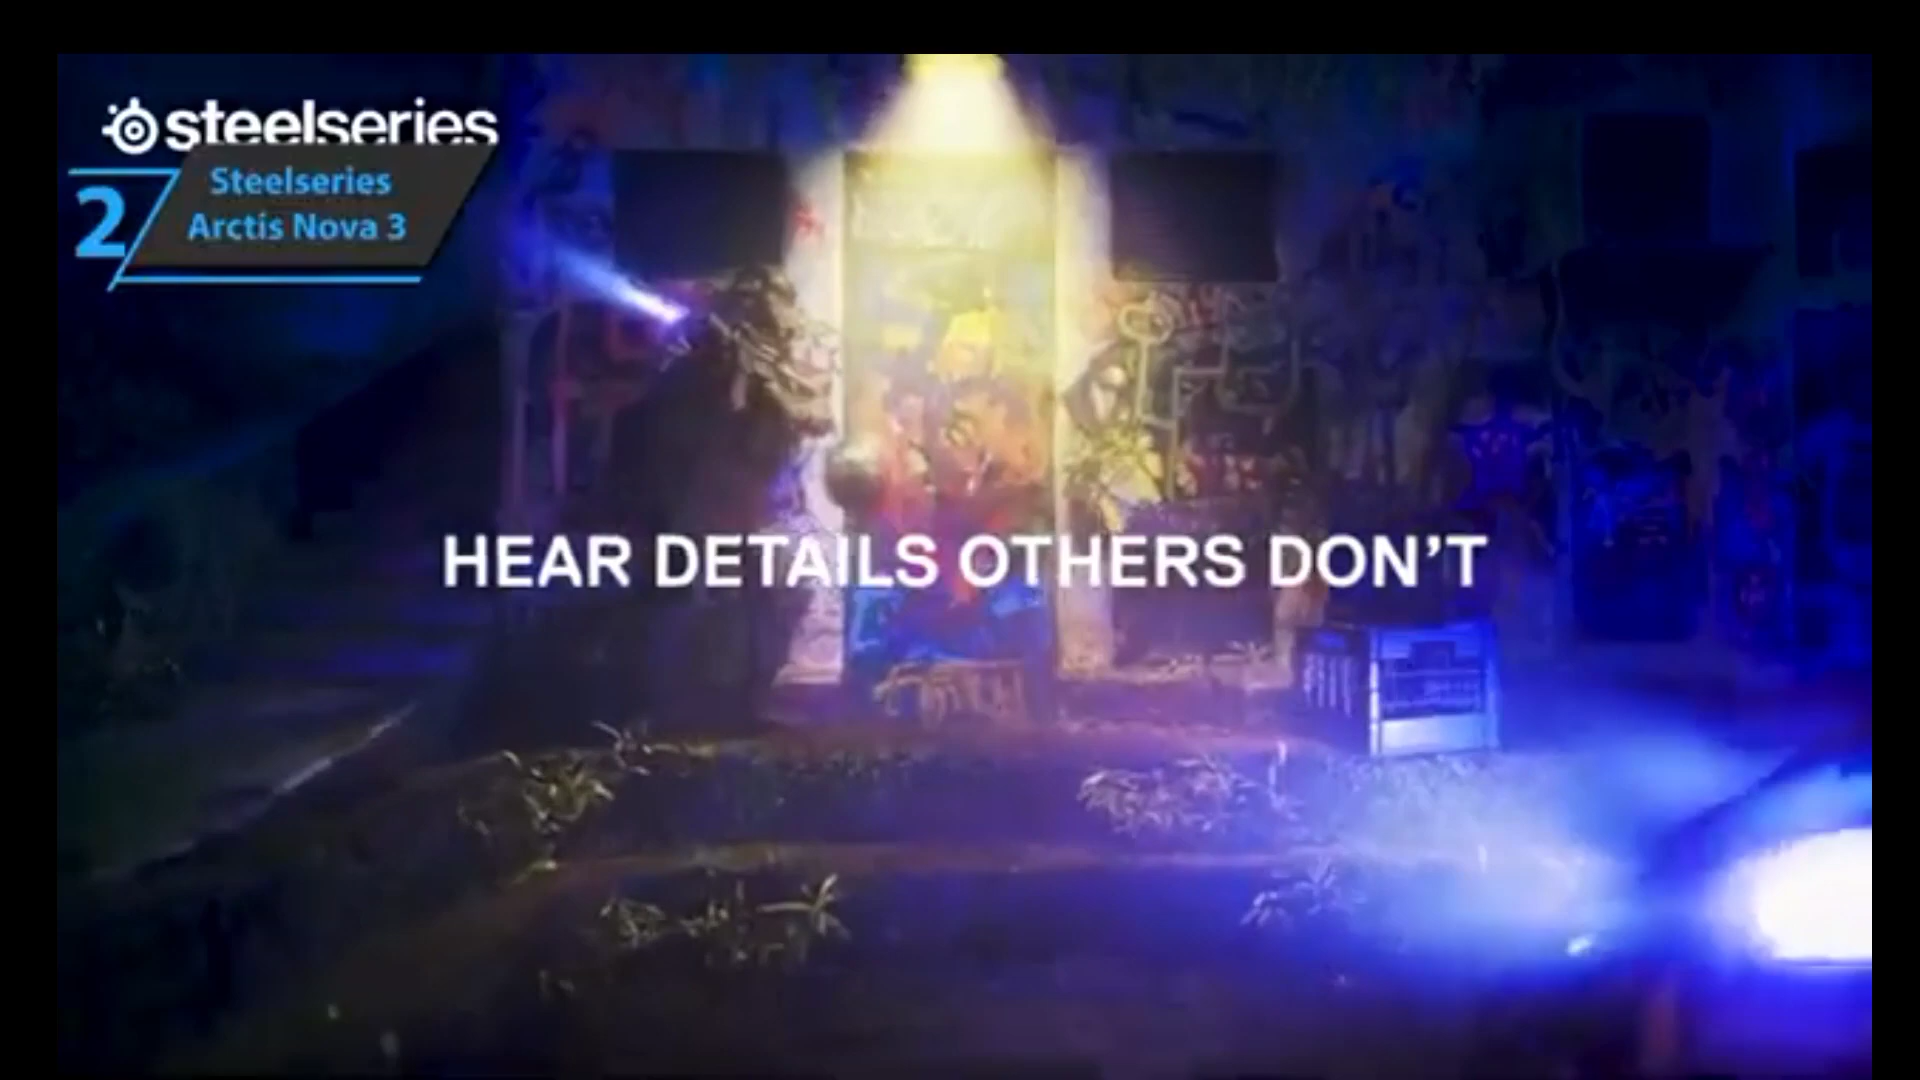 steelseries
2
Steelseries
Arctis Nova 3
HEAR DETAILS OTHERS DON'T